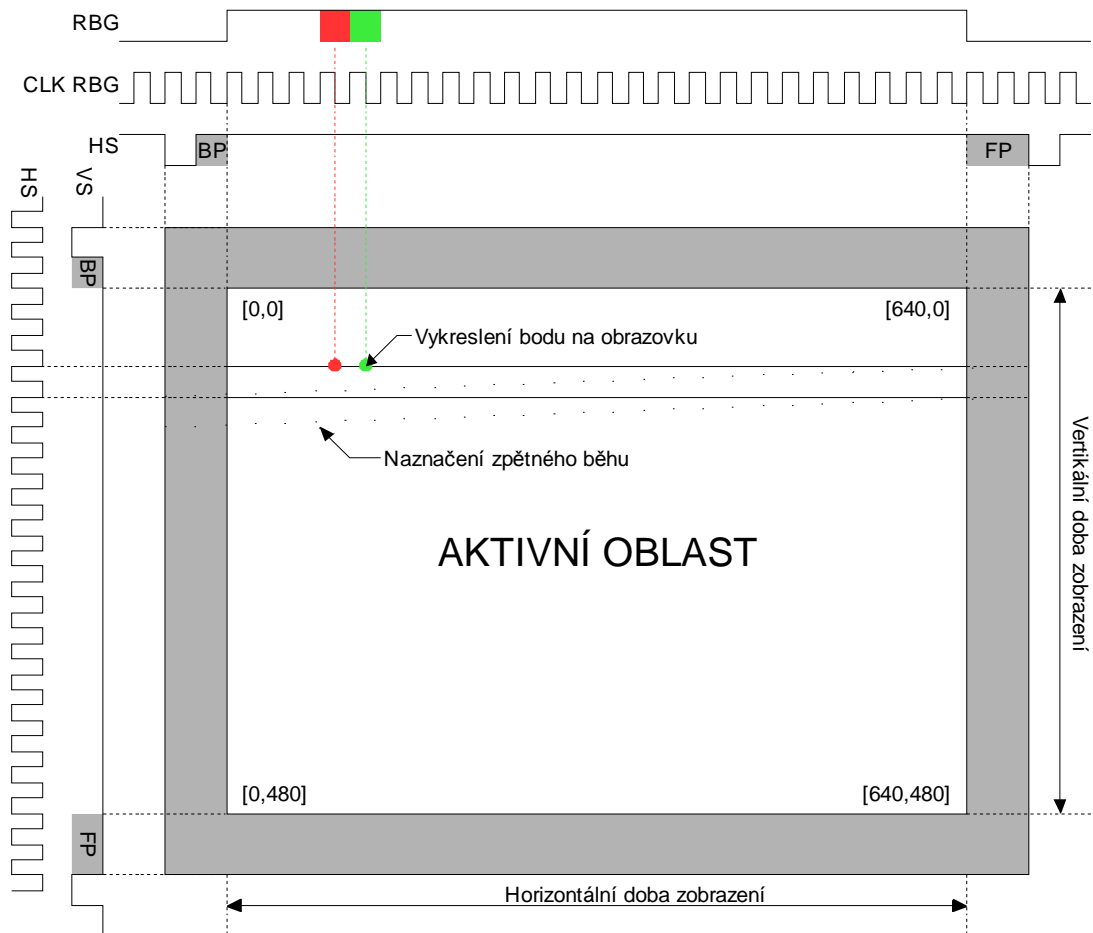 RBG
CLK RBG
HS
BP
FP
HS
VS
BP
[0,0]
[640,0]
Vykreslení bodu na obrazovku
Naznačení zpětného běhu
Vertikální doba zobrazení
AKTIVNÍ OBLAST
[0,480]
[640,480]
FP
Horizontální doba zobrazení